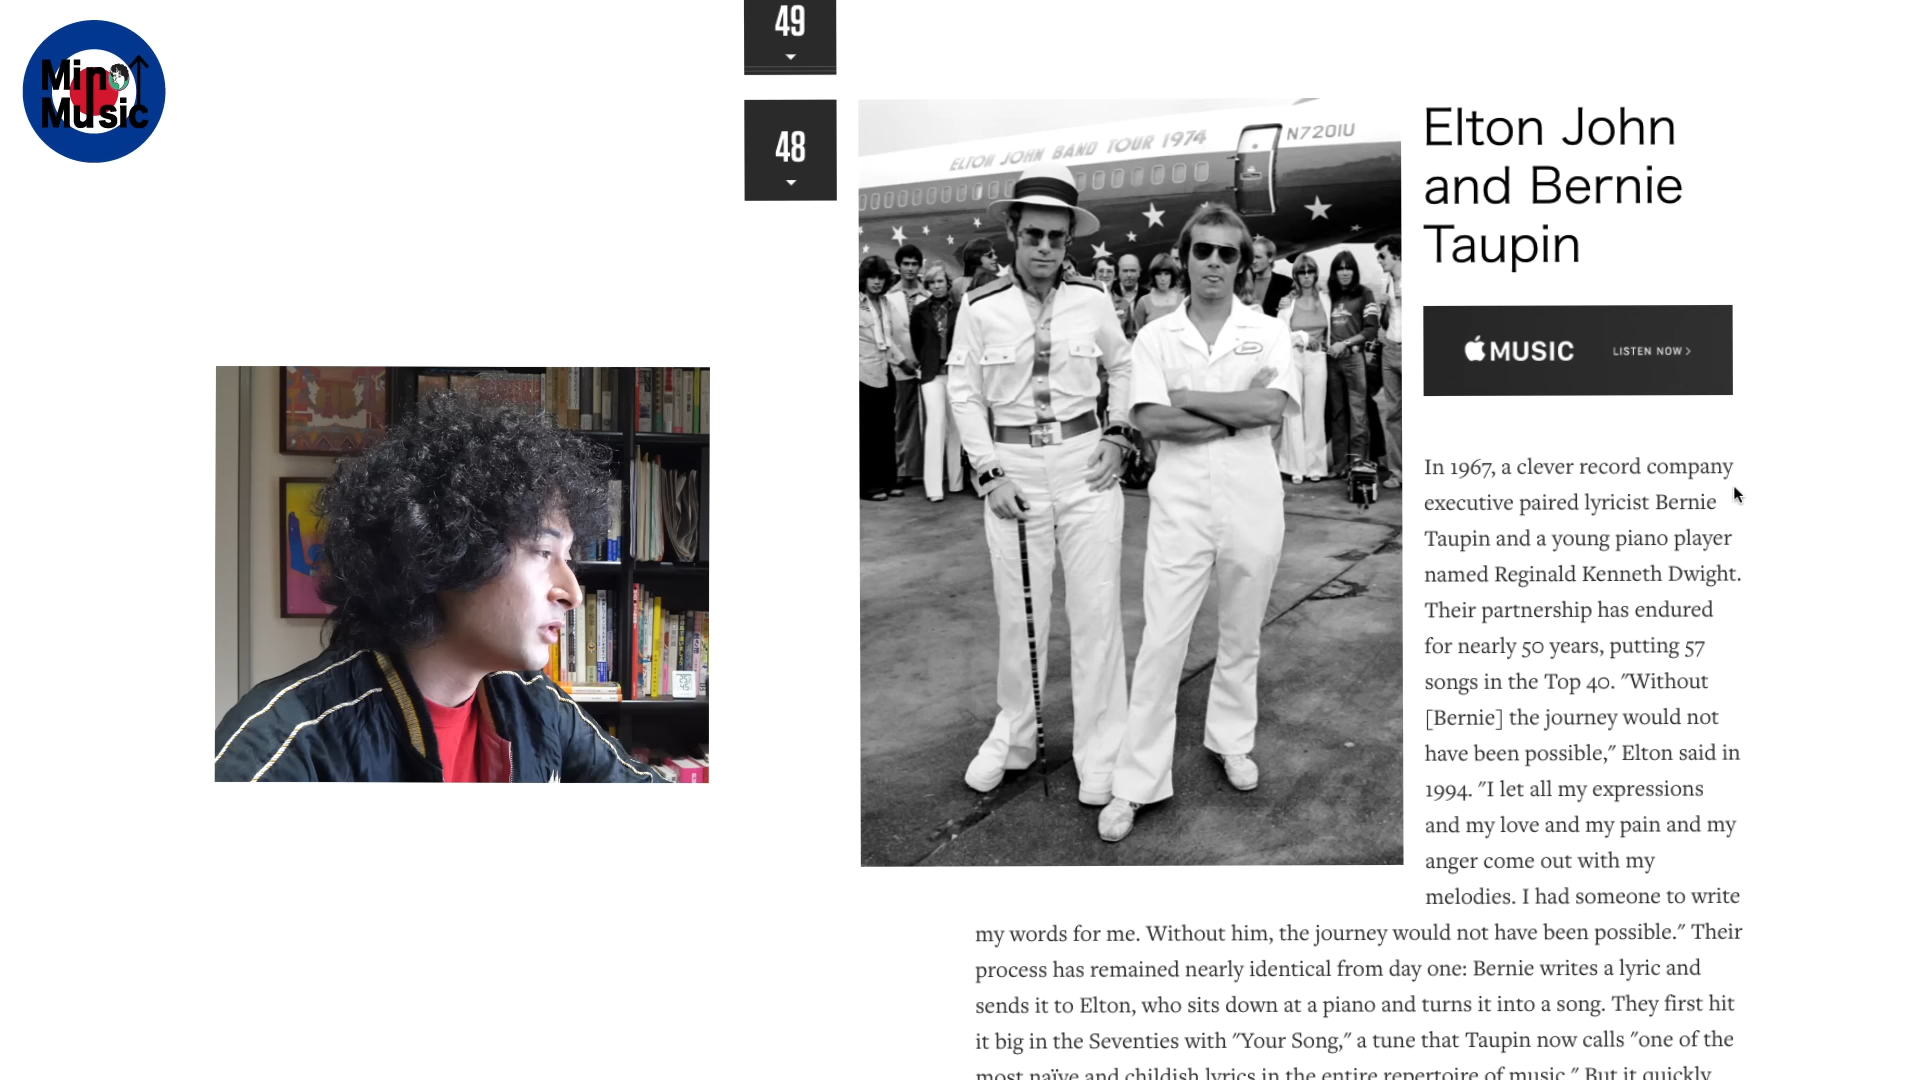 Min
Music
49
48
ELTON JOHN BAND TOUR 1974
N7201U
Elton John
and Bernie
Taupin
MUSIC
LISTEN NOW >
In 1967, a clever record company
executive paired lyricist Bernie
Taupin and a young piano player
named Reginald Kenneth Dwight.
Their partnership has endured
for nearly 50 years, putting 57
songs in the Top 40. "Without
[Bernie] the journey would not
have been possible," Elton said in
1994. "I let all my expressions
and my love and my pain and my
anger come out with my
melodies. I had someone to write
my words for me. Without him, the journey would not have been possible." Their
process has remained nearly identical from day one: Bernie writes a lyric and
sends it to Elton, who sits down at a piano and turns it into a song. They first hit
it big in the Seventies with "Your Song," a tune that Taupin now calls "one of the
most naïve and childish lyrics in the entire repertoire of music." But it quickly